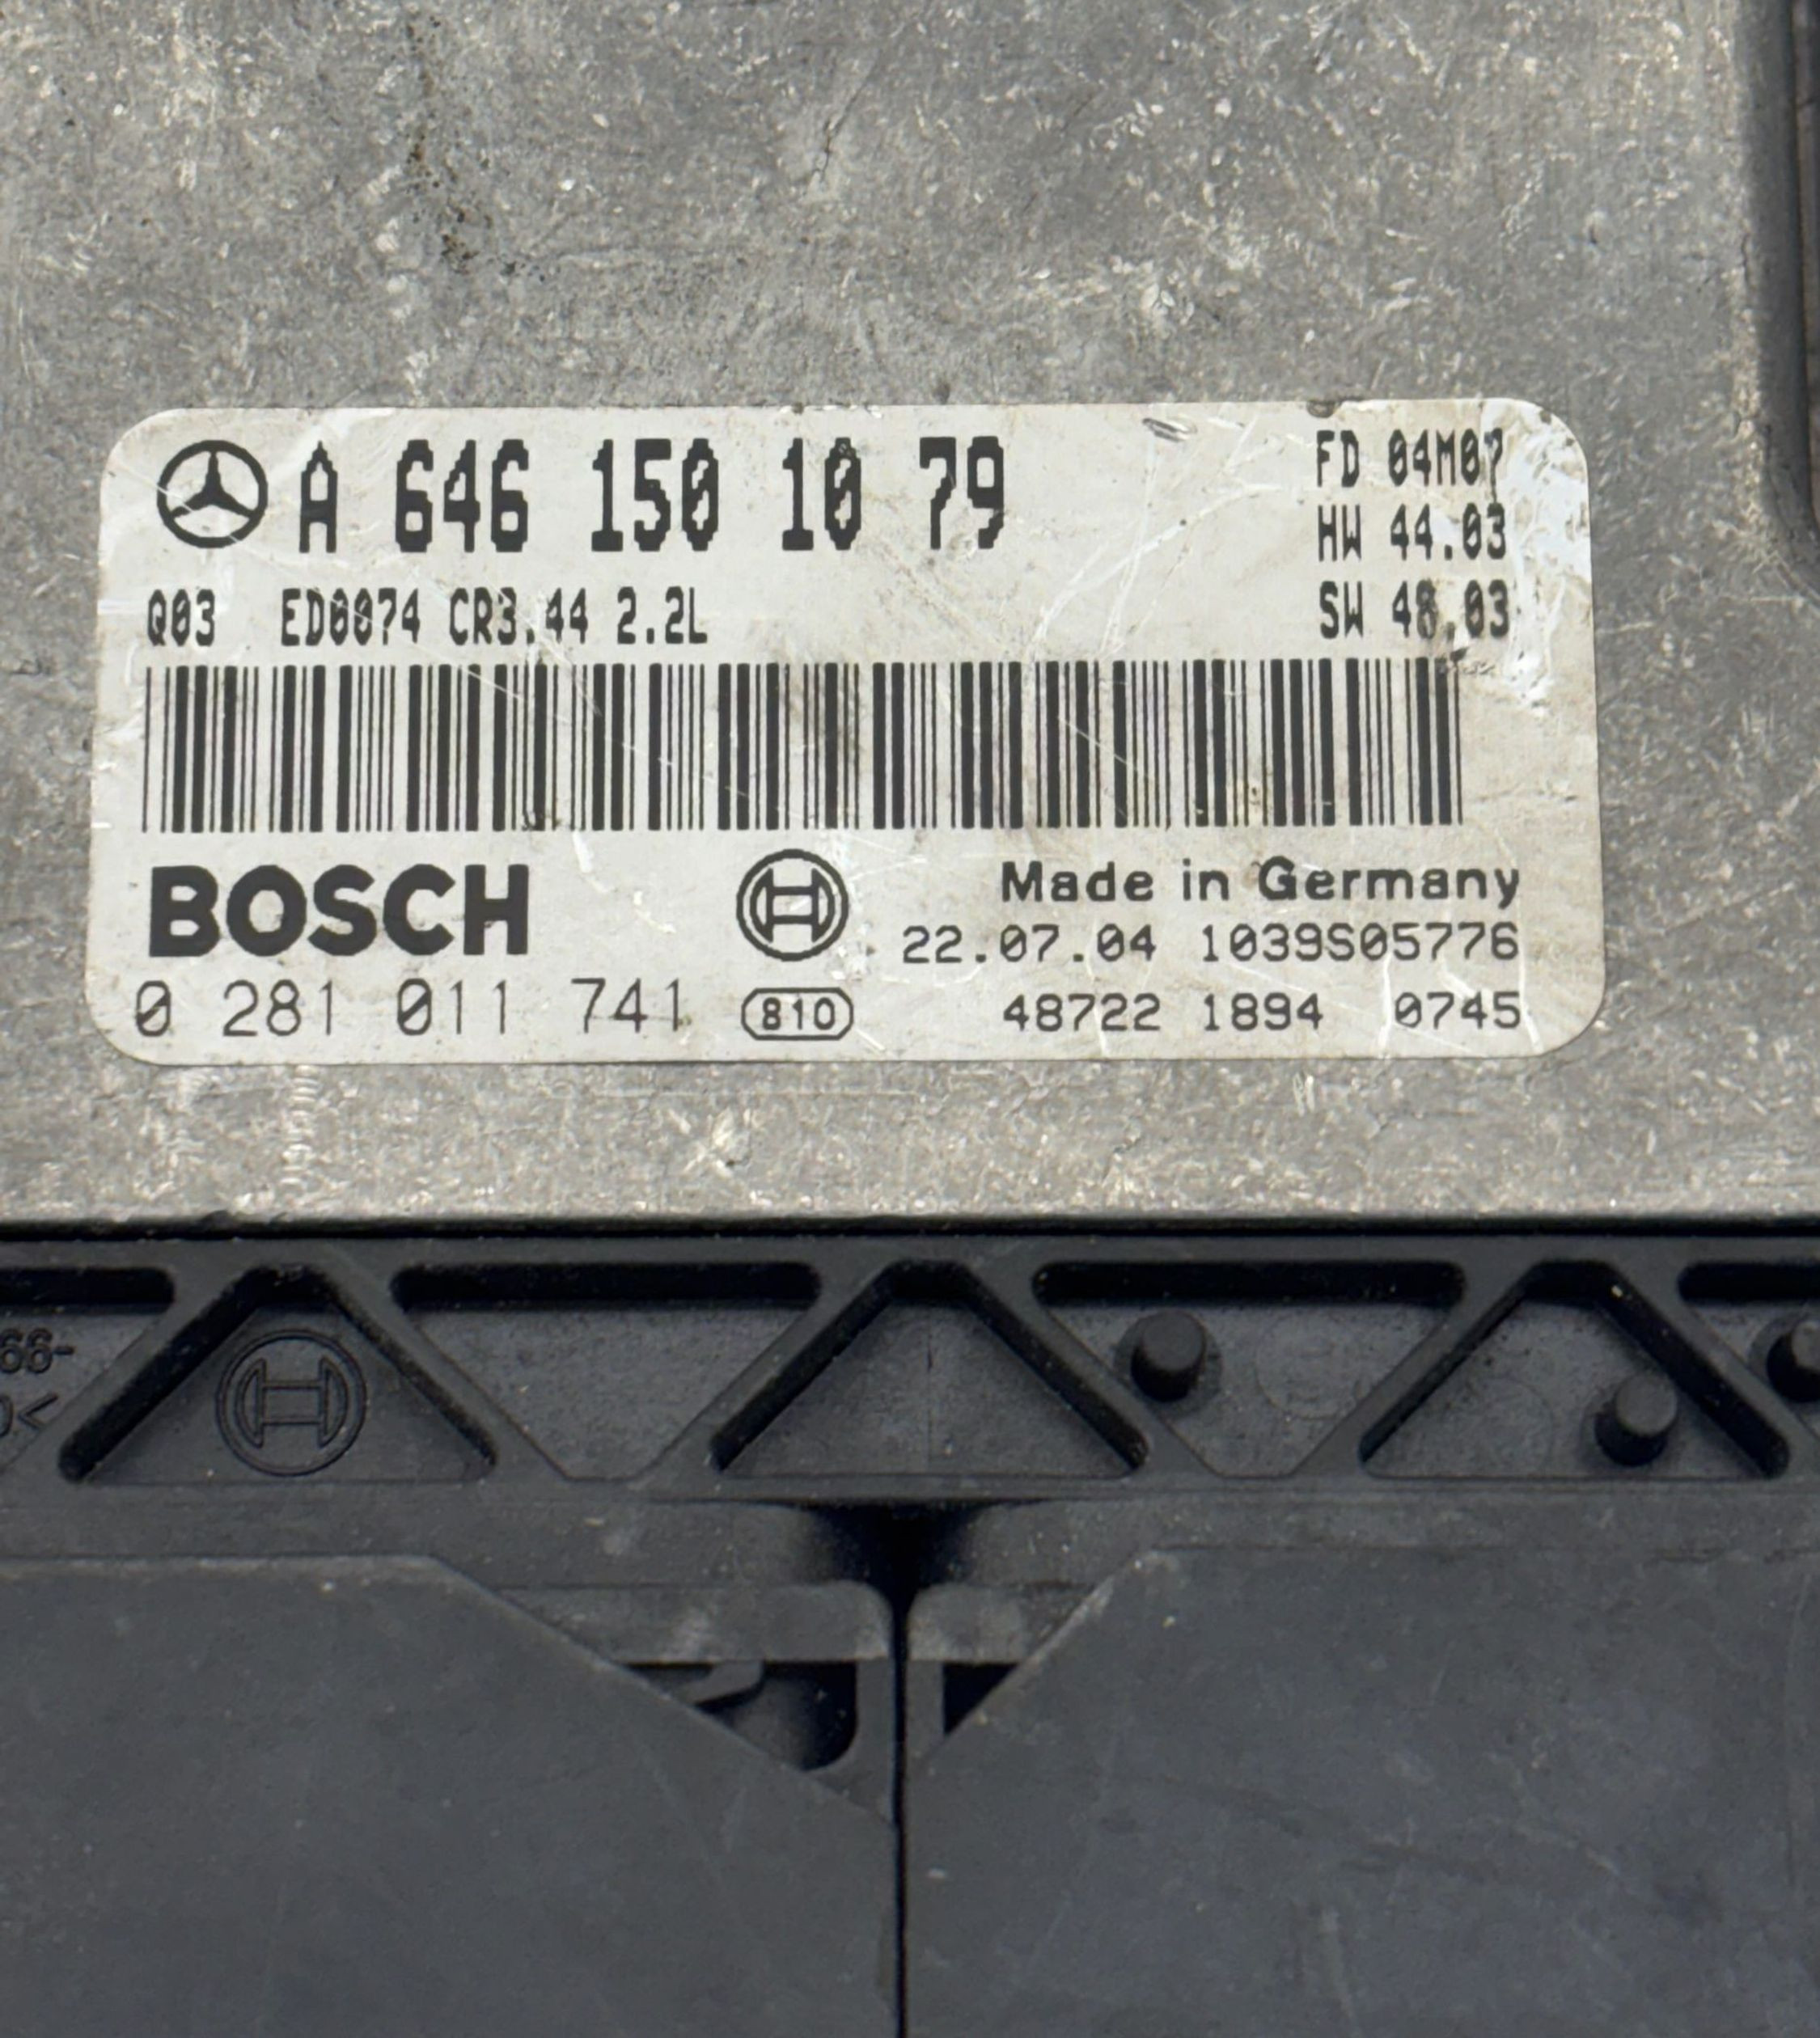 A 646 150 10 79
FD 04M07
HW 44.03
SW 48.03
Q03 ED0074 CR3.44 2.2L
BOSCH
Made in Germany
22.07.04 1039S05776
0 281 011 741
810
48722 1894 0745
66-